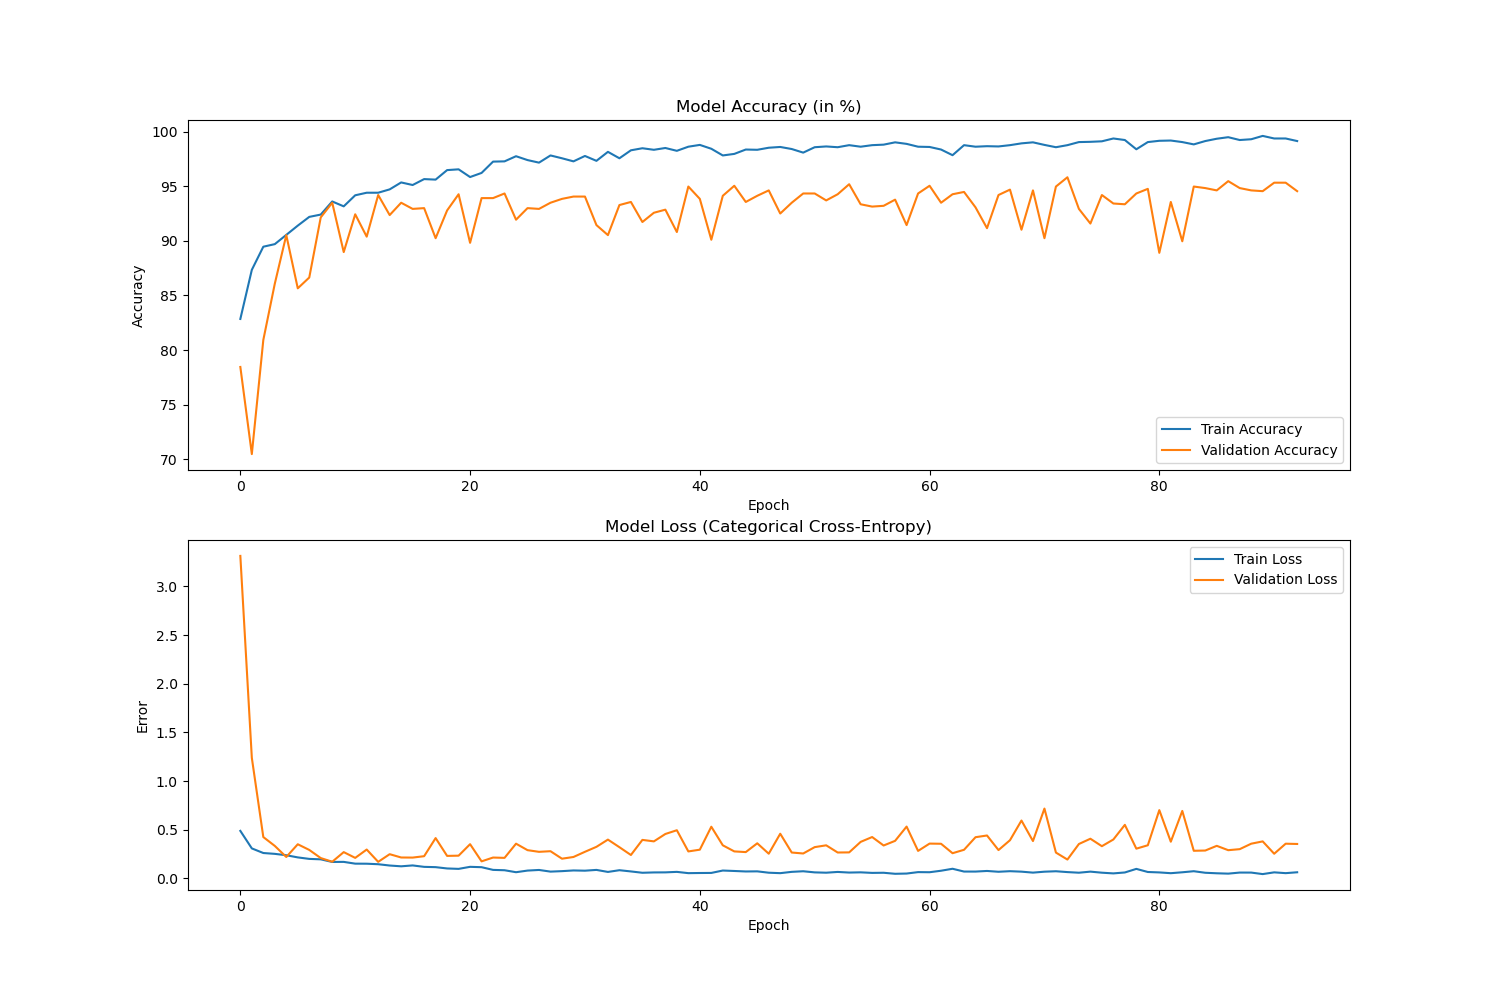 Model Accuracy (in %)
100
95
90
85
80
75
70
Accuracy
Train Accuracy
Validation Accuracy
0 20 40 60 80
Epoch
Model Loss (Categorical Cross-Entropy)
Train Loss
Validation Loss
3.0
2.5
2.0
1.5
1.0
0.5
0.0
Error
0 20 40 60 80
Epoch